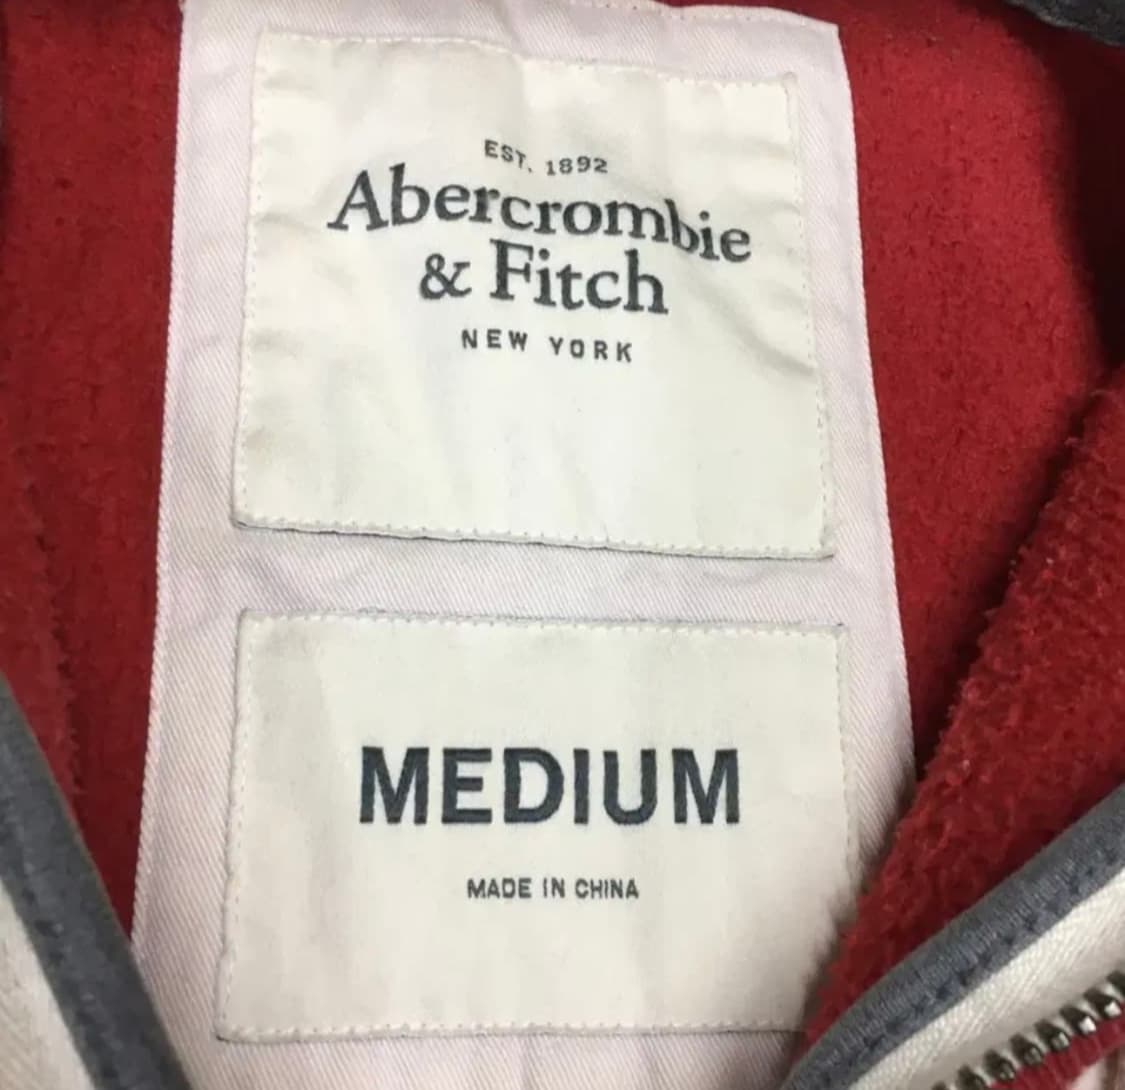 EST. 1892
Abercrombie
& Fitch
NEW YORK
MEDIUM
MADE IN CHINA